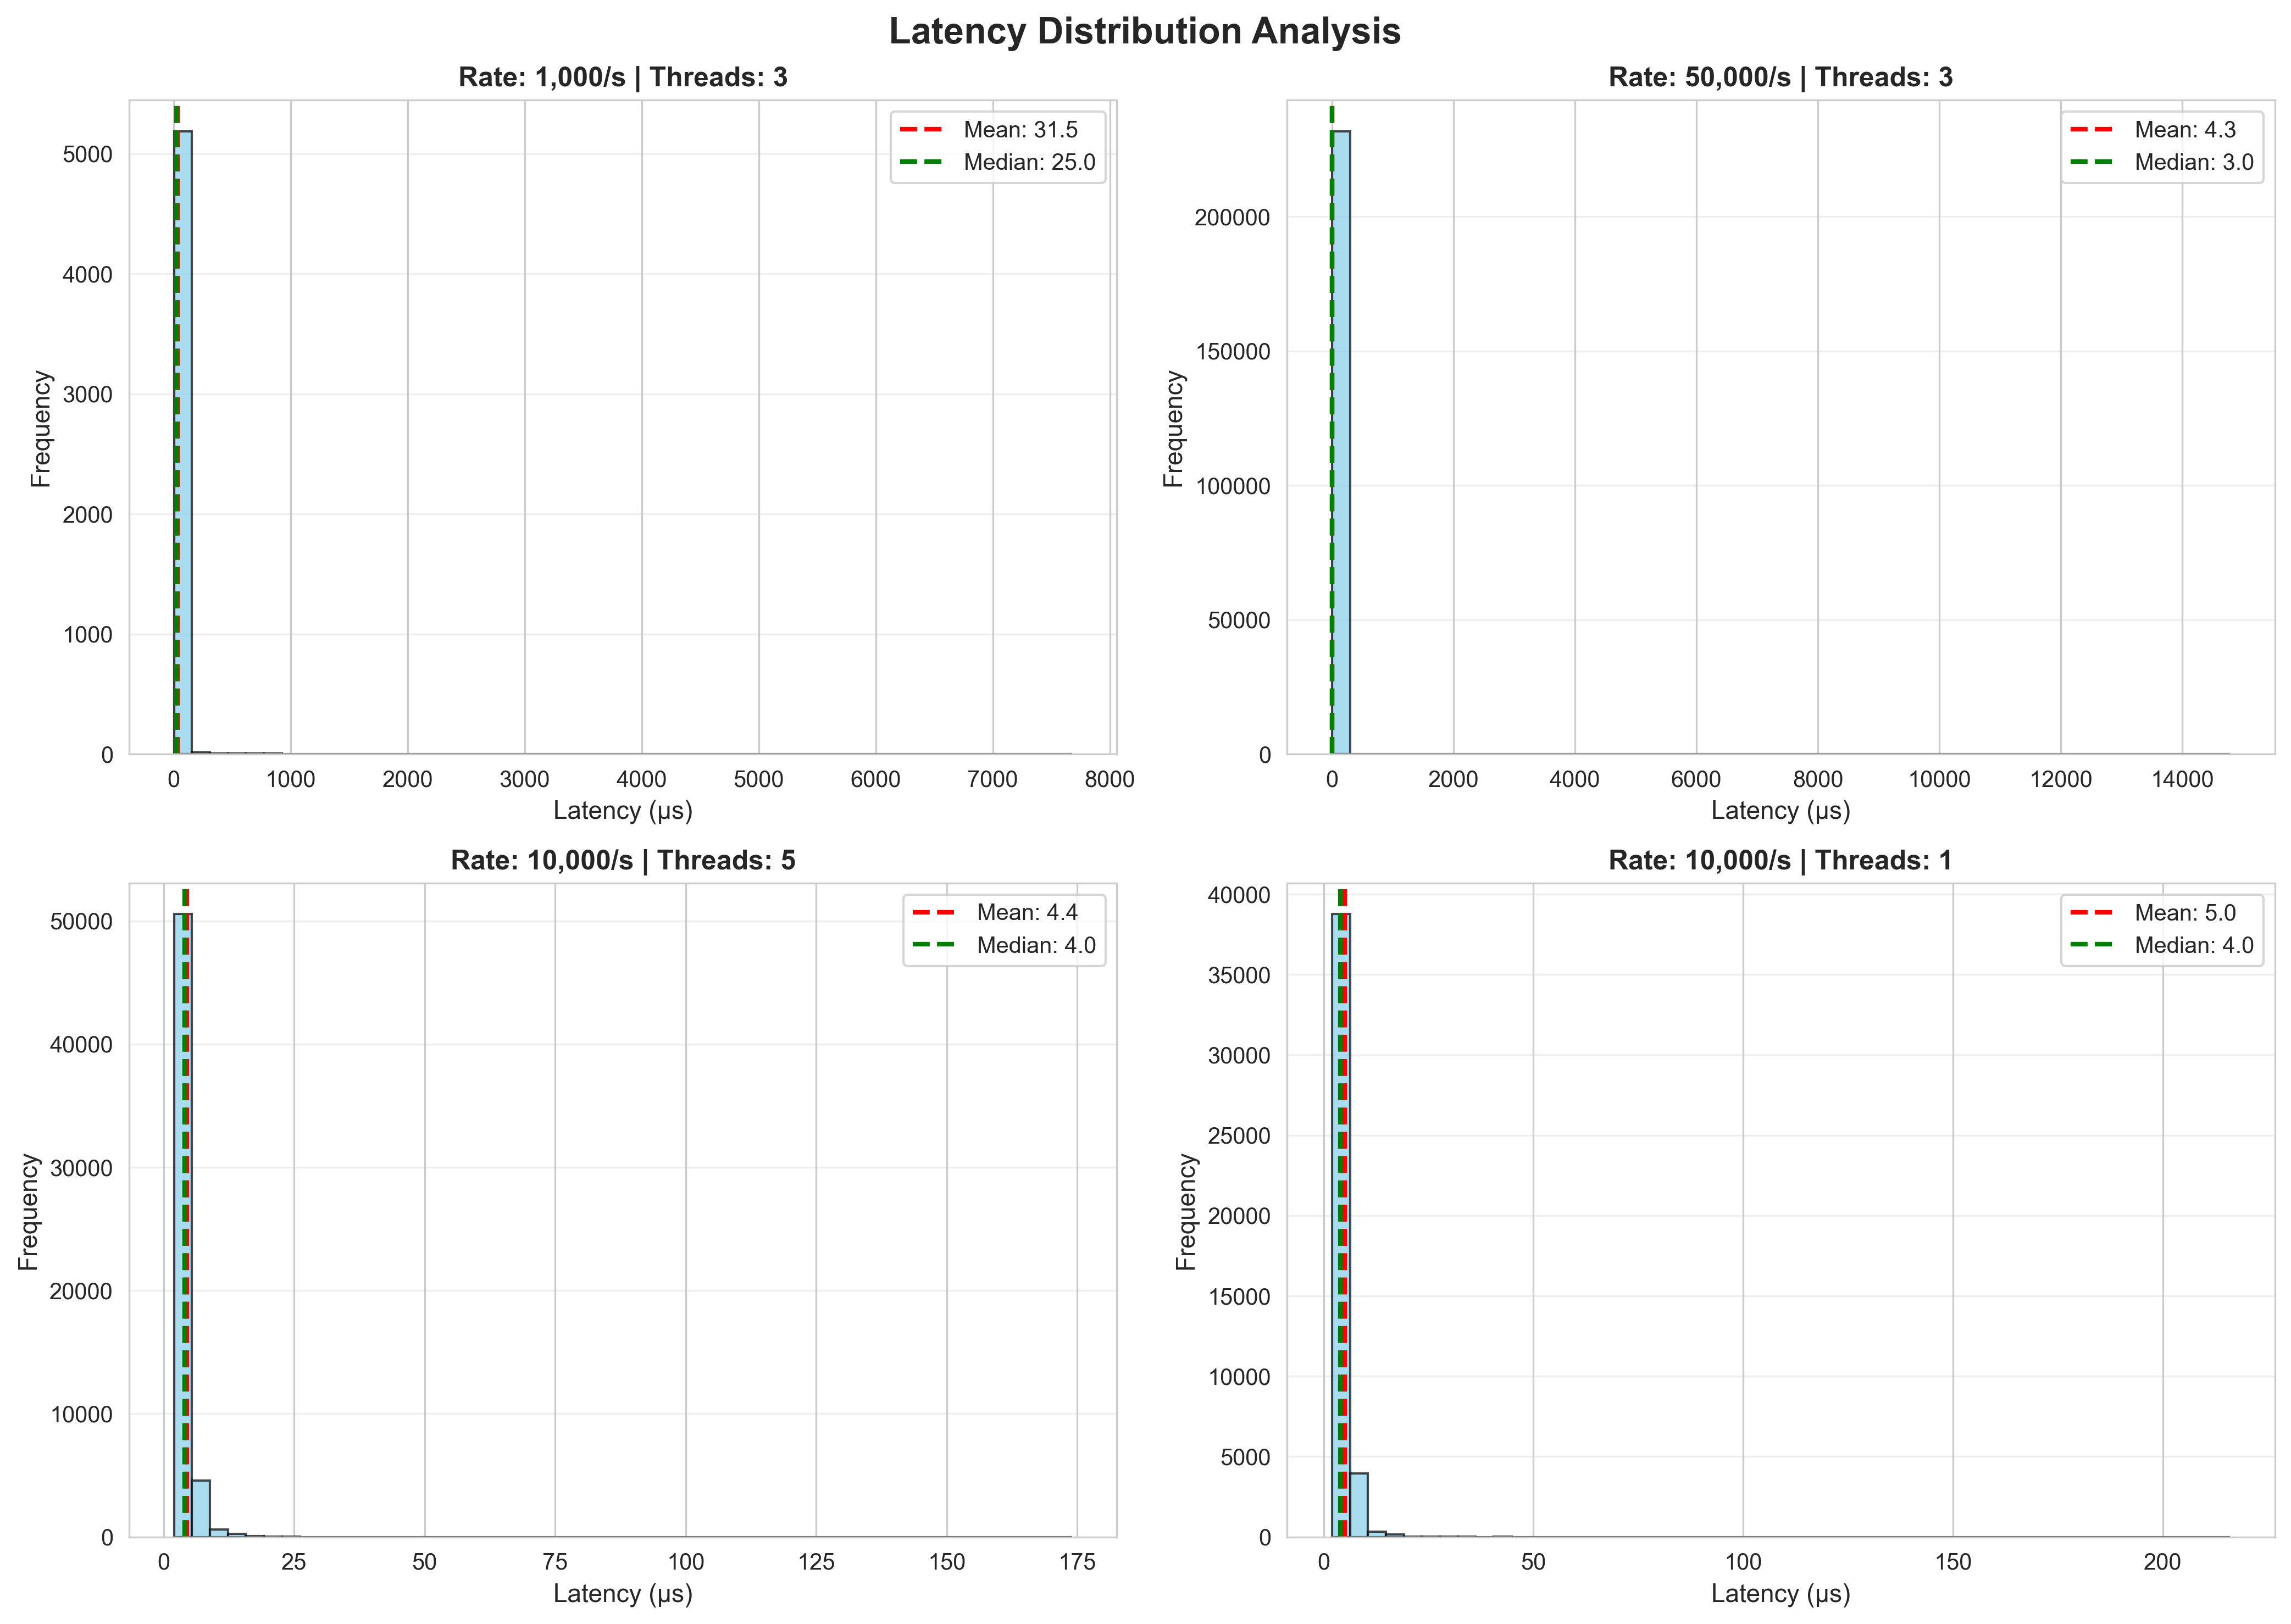 Latency Distribution Analysis
Rate: 1,000/s | Threads: 3
Mean: 31.5
Median: 25.0
Frequency
5000
4000
3000
2000
1000
0
0 1000 2000 3000 4000 5000 6000 7000 8000
Latency (µs)
Rate: 50,000/s | Threads: 3
Mean: 4.3
Median: 3.0
Frequency
200000
150000
100000
50000
0
0 2000 4000 6000 8000 10000 12000 14000
Latency (µs)
Rate: 10,000/s | Threads: 5
Mean: 4.4
Median: 4.0
Frequency
50000
40000
30000
20000
10000
0
0 25 50 75 100 125 150 175
Latency (µs)
Rate: 10,000/s | Threads: 1
Mean: 5.0
Median: 4.0
Frequency
40000
35000
30000
25000
20000
15000
10000
5000
0
0 50 100 150 200
Latency (µs)